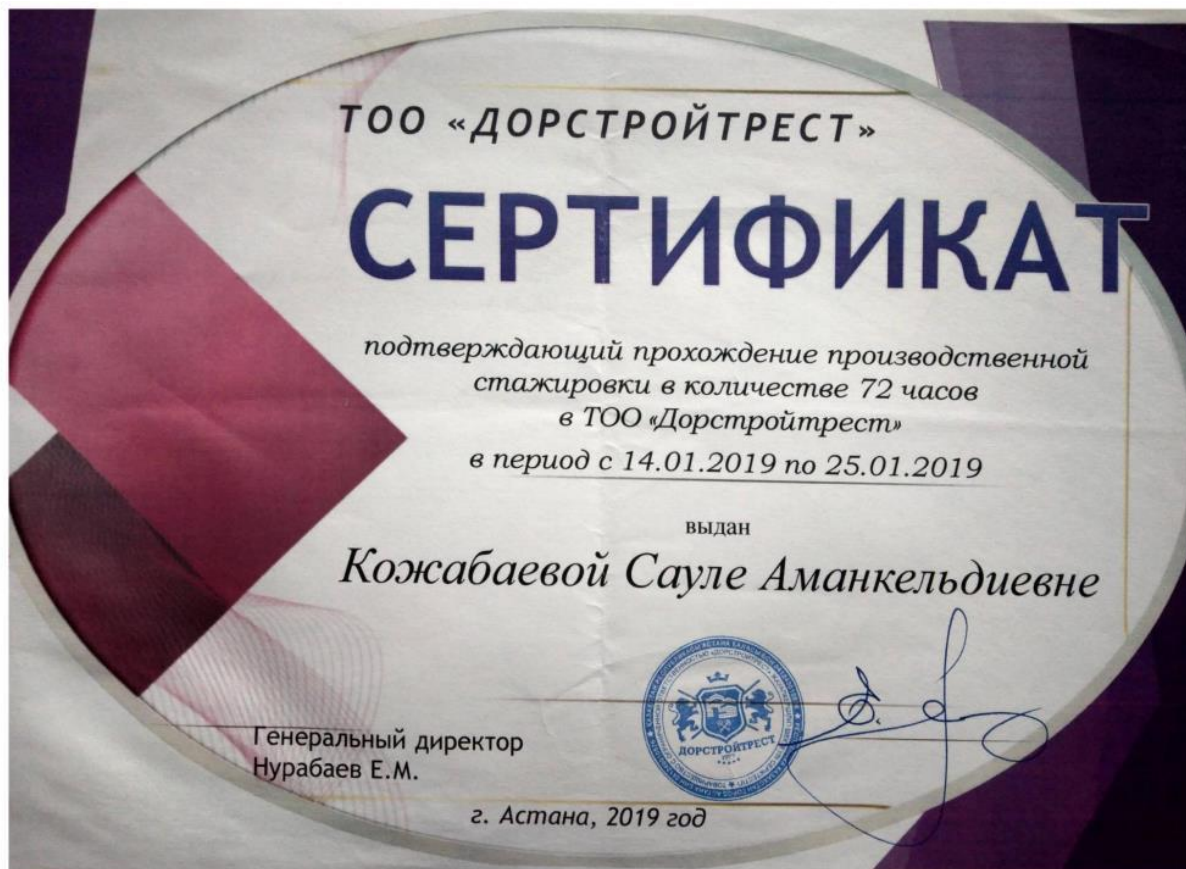 ТОО «ДОРСТРОЙТРЕСТ»
СЕРТИФИКАТ
подтверждающий прохождение производственной
стажировки в количестве 72 часов
в ТОО «Дорстройтрест»
в период с 14.01.2019 по 25.01.2019
выдан
Кожабаевой Сауле Аманкельдиевне
ДОРСТРОЙТРЕСТ
Генеральный директор
Нурабаев Е.М.
г. Астана, 2019 год